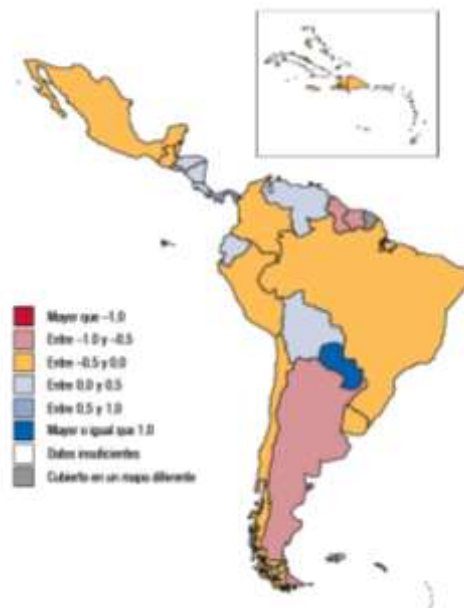 Mayor que –1.0
Entre –1.0 y –0.5
Entre –0.5 y 0.0
Entre 0,0 y 0,5
Entre 0,5 y 1.0
Mayor o igual que 1.0
Datos insuficientes
Cubierto en un mapa diferente